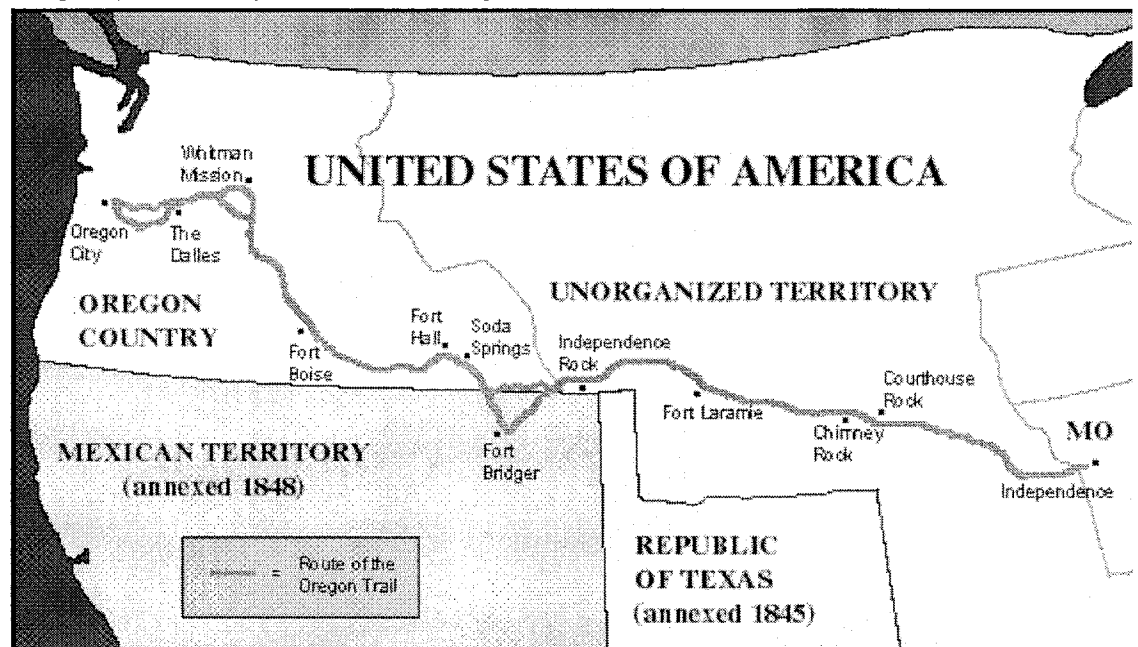 UNITED STATES OF AMERICA
Whitman
Mission
Oregon
City
The
Dalles
OREGON
COUNTRY
UNORGANIZED TERRITORY
Fort
Hall
Soda
Springs
Independence
Rock
Fort
Boise
Fort Laramie
Courthouse
Rock
Chimney
Rock
MO
Independence
Fort
Bridger
MEXICAN TERRITORY
(annexed 1848)
REPUBLIC
OF TEXAS
(annexed 1845)
= Route of the
Oregon Trail